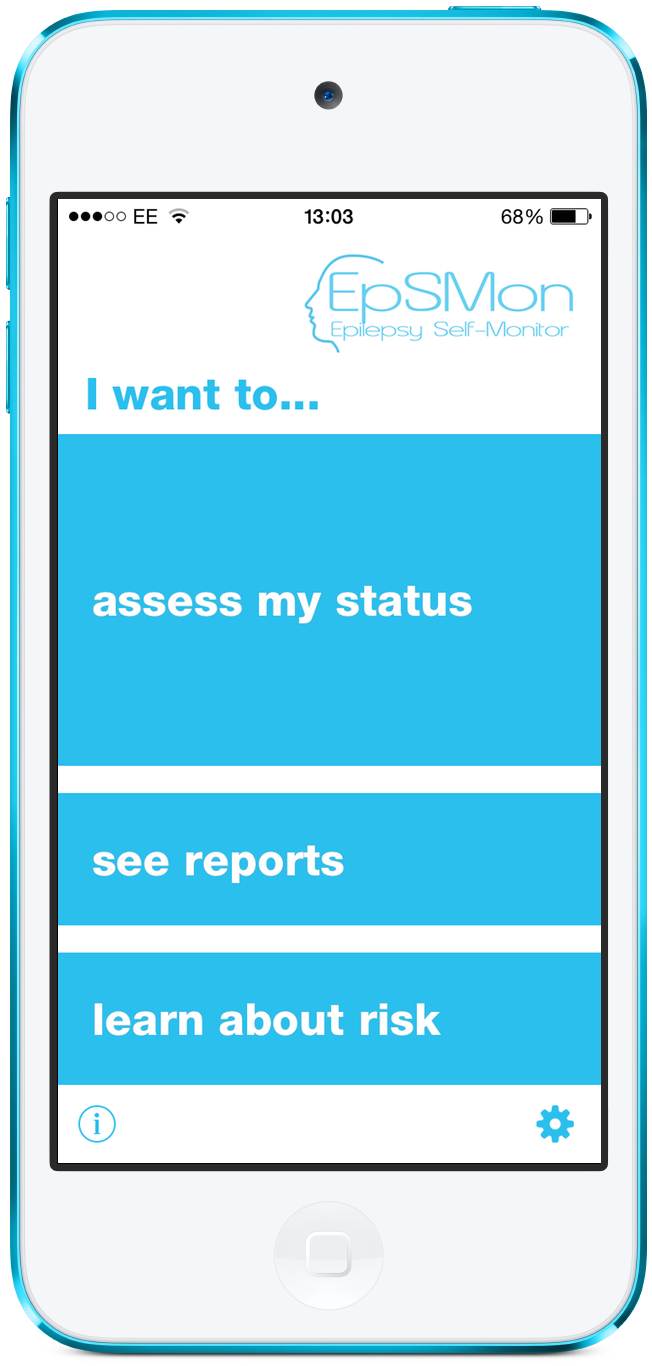 EE 13:03 68%
EpSMon
Epilepsy Self-Monitor
I want to...
assess my status
see reports
learn about risk
i